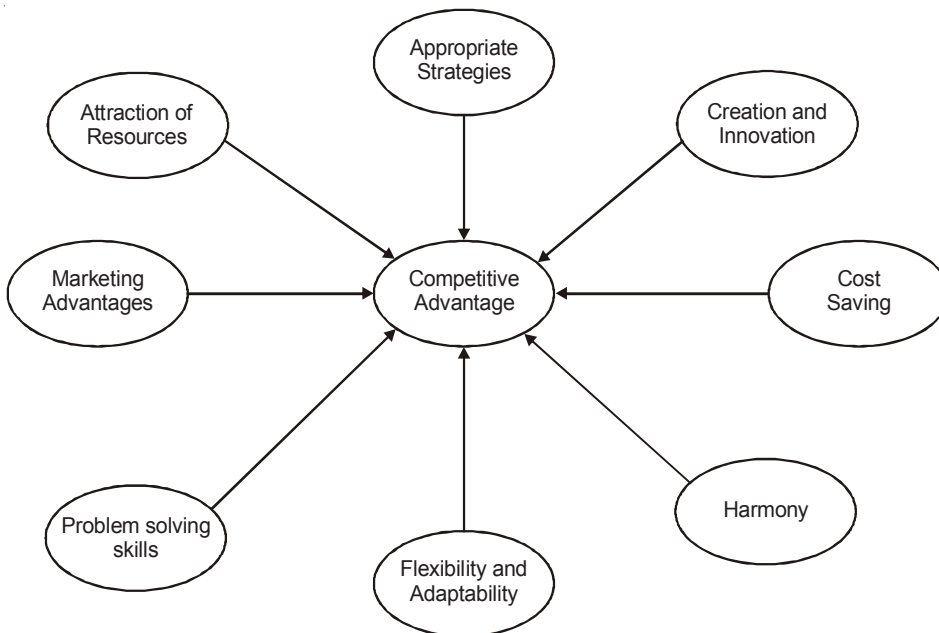 Appropriate
Strategies
Attraction of
Resources
Creation and
Innovation
Marketing
Advantages
Competitive
Advantage
Cost
Saving
Problem solving
skills
Harmony
Flexibility and
Adaptability